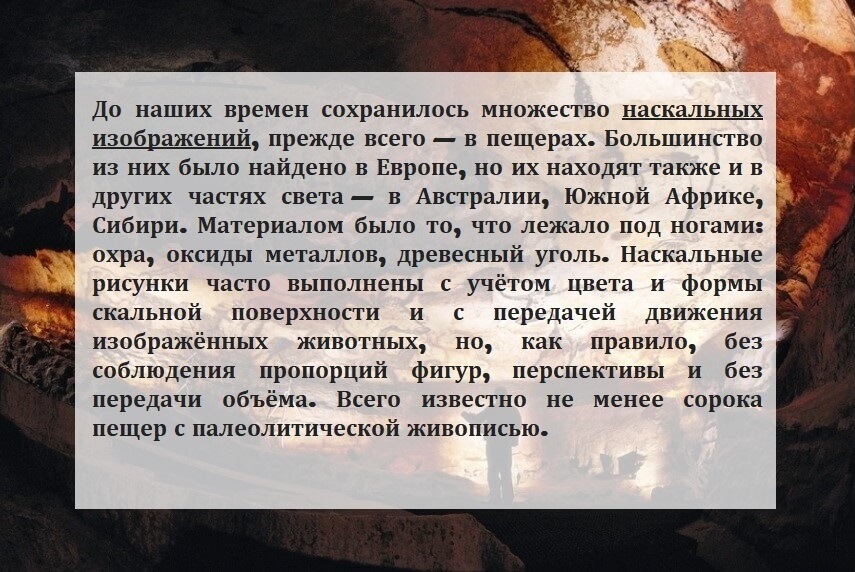 До наших времен сохранилось множество наскальных
изображений, прежде всего — в пещерах. Большинство
из них было найдено в Европе, но их находят также и в
других частях света — в Австралии, Южной Африке,
Сибири. Материалом было то, что лежало под ногами:
охра, оксиды металлов, древесный уголь. Наскальные
рисунки часто выполнены с учётом цвета и формы
скальной поверхности и с передачей движения
изображённых животных, но, как правило, без
соблюдения пропорций фигур, перспективы и без
передачи объёма. Всего известно не менее сорока
пещер с палеолитической живописью.